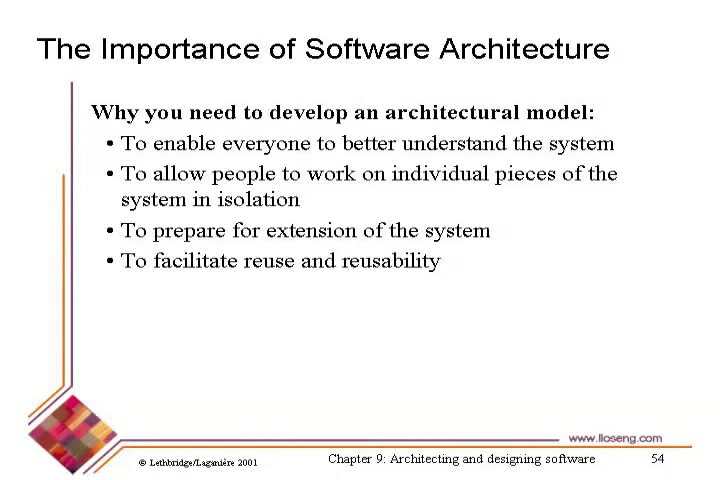 The Importance of Software Architecture
Why you need to develop an architectural model:
• To enable everyone to better understand the system
• To allow people to work on individual pieces of the
system in isolation
• To prepare for extension of the system
• To facilitate reuse and reusability
www.lloseng.com
© Lethbridge/Laganière 2001
Chapter 9: Architecting and designing software
54